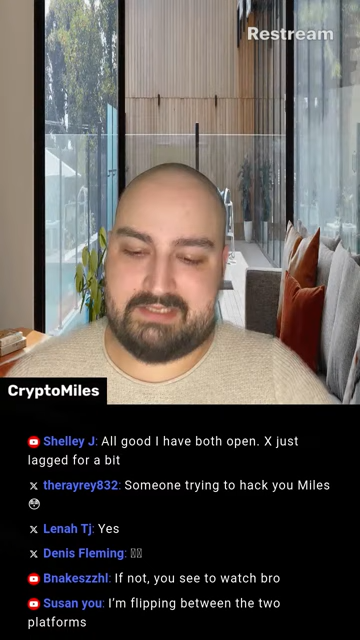 Restream
CryptoMiles
Shelley J: All good I have both open. X just
lagged for a bit
therayrey832: Someone trying to hack you Miles
😳
Lenah Tj: Yes
Denis Fleming:
Bnakeszzhl: If not, you see to watch bro
Susan you: I’m flipping between the two
platforms